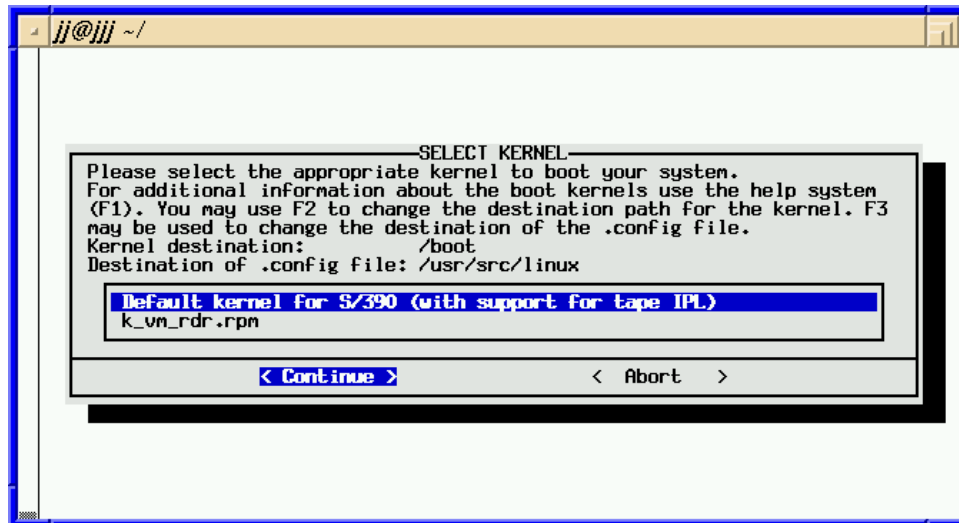 jj@jjj ~/
SELECT KERNEL
Please select the appropriate kernel to boot your system.
For additional information about the boot kernels use the help system
(F1). You may use F2 to change the destination path for the kernel. F3
may be used to change the destination of the .config file.
Kernel destination: /boot
Destination of .config file: /usr/src/linux
Default kernel for S/390 (with support for tape IPL)
k_vm_rdr.rpm
< Continue > < Abort >